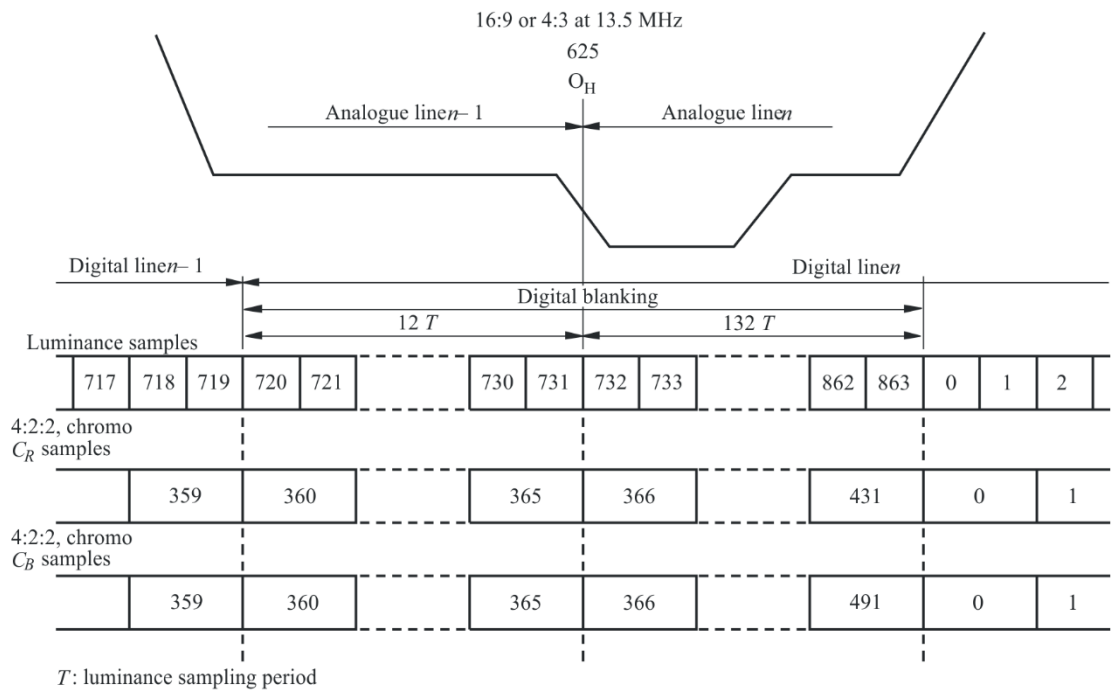 16:9 or 4:3 at 13.5 MHz
625
O_H
Analogue line n– 1
Analogue line n
Digital line n– 1
Digital line n
Digital blanking
12 T
132 T
Luminance samples
717 718 719 720 721 730 731 732 733 862 863 0 1 2
4:2:2, chromo
C_R samples
359 360 365 366 431 0 1
4:2:2, chromo
C_B samples
359 360 365 366 491 0 1
T: luminance sampling period